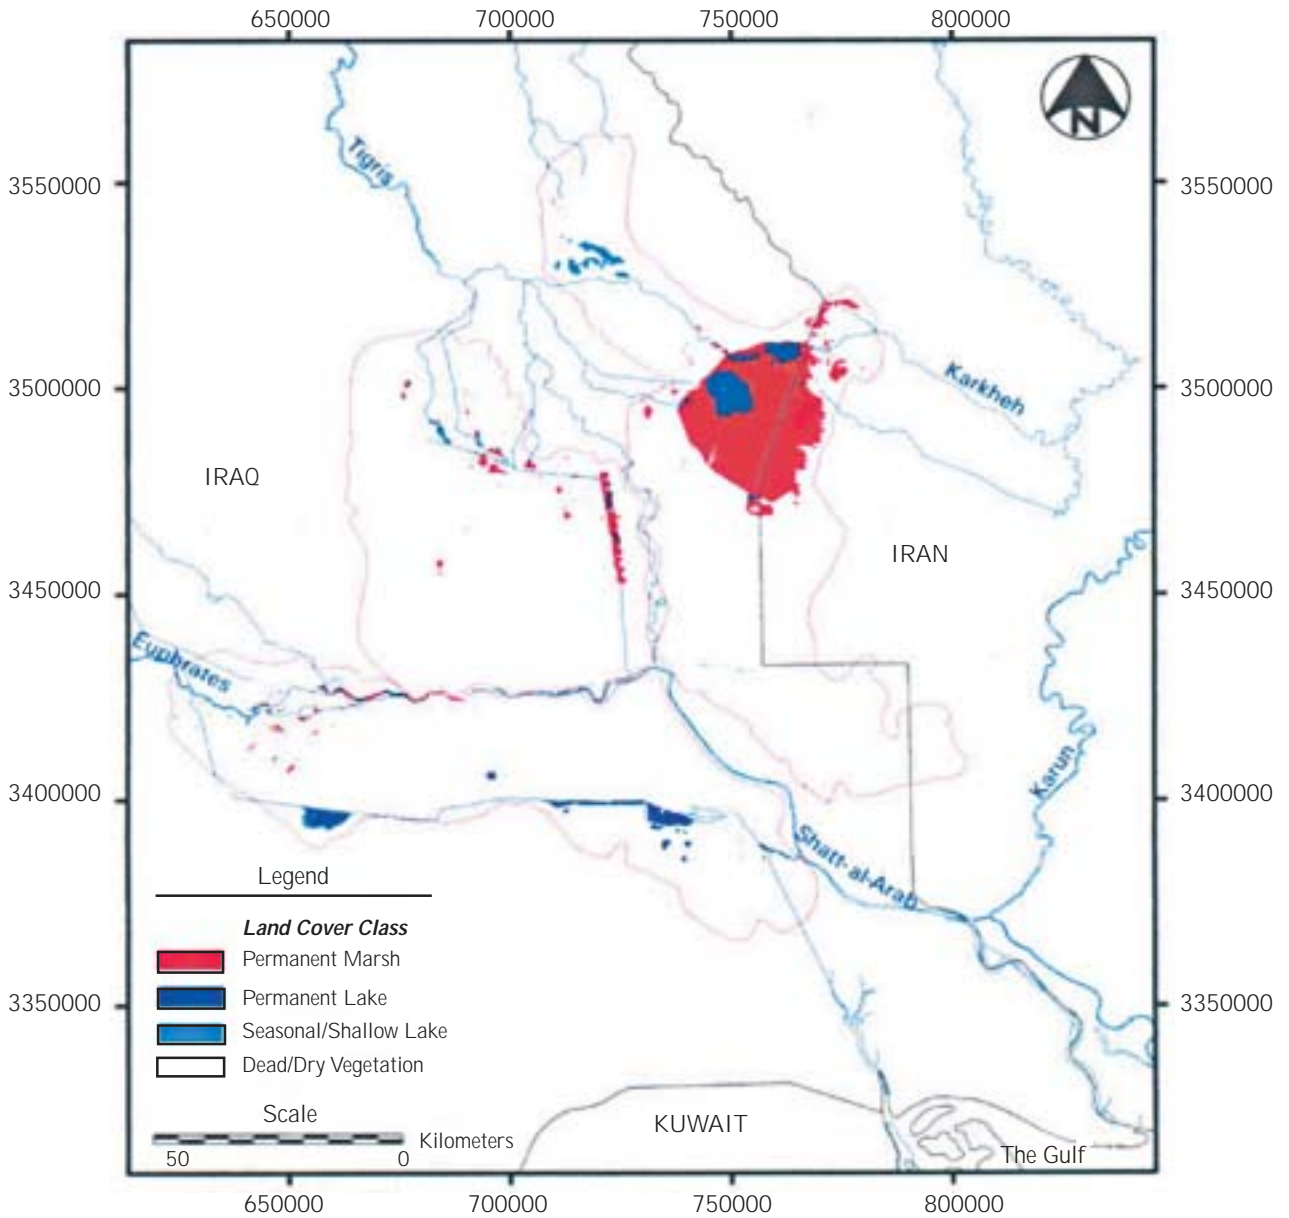 650000 700000 750000 800000
N
Tigris
3550000 3550000
Karkheh
3500000 3500000
IRAQ
IRAN
3450000 3450000
Euphrates
Karun
3400000 3400000
Shatt-al-Arab
Legend
Land Cover Class
Permanent Marsh
Permanent Lake
3350000 3350000
Seasonal/Shallow Lake
Dead/Dry Vegetation
Scale
KUWAIT
Kilometers
The Gulf
50 0
650000 700000 750000 800000